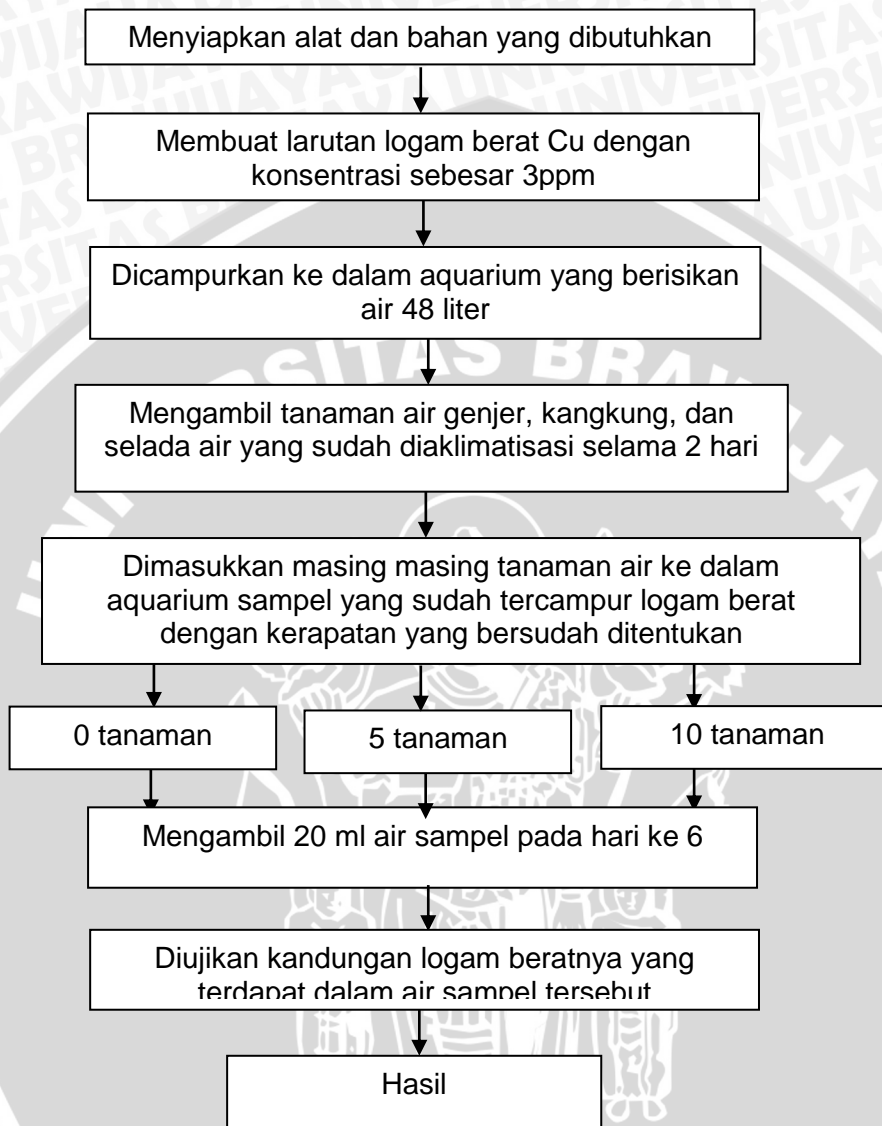 Menyiapkan alat dan bahan yang dibutuhkan
Membuat larutan logam berat Cu dengan
konsentrasi sebesar 3ppm
Dicampurkan ke dalam aquarium yang berisikan
air 48 liter
Mengambil tanaman air genjer, kangkung, dan
selada air yang sudah diaklimatisasi selama 2 hari
Dimasukkan masing masing tanaman air ke dalam
aquarium sampel yang sudah tercampur logam berat
dengan kerapatan yang bersudah ditentukan
0 tanaman
5 tanaman
10 tanaman
Mengambil 20 ml air sampel pada hari ke 6
Diujikan kandungan logam beratnya yang
terdapat dalam air sampel tersebut
Hasil